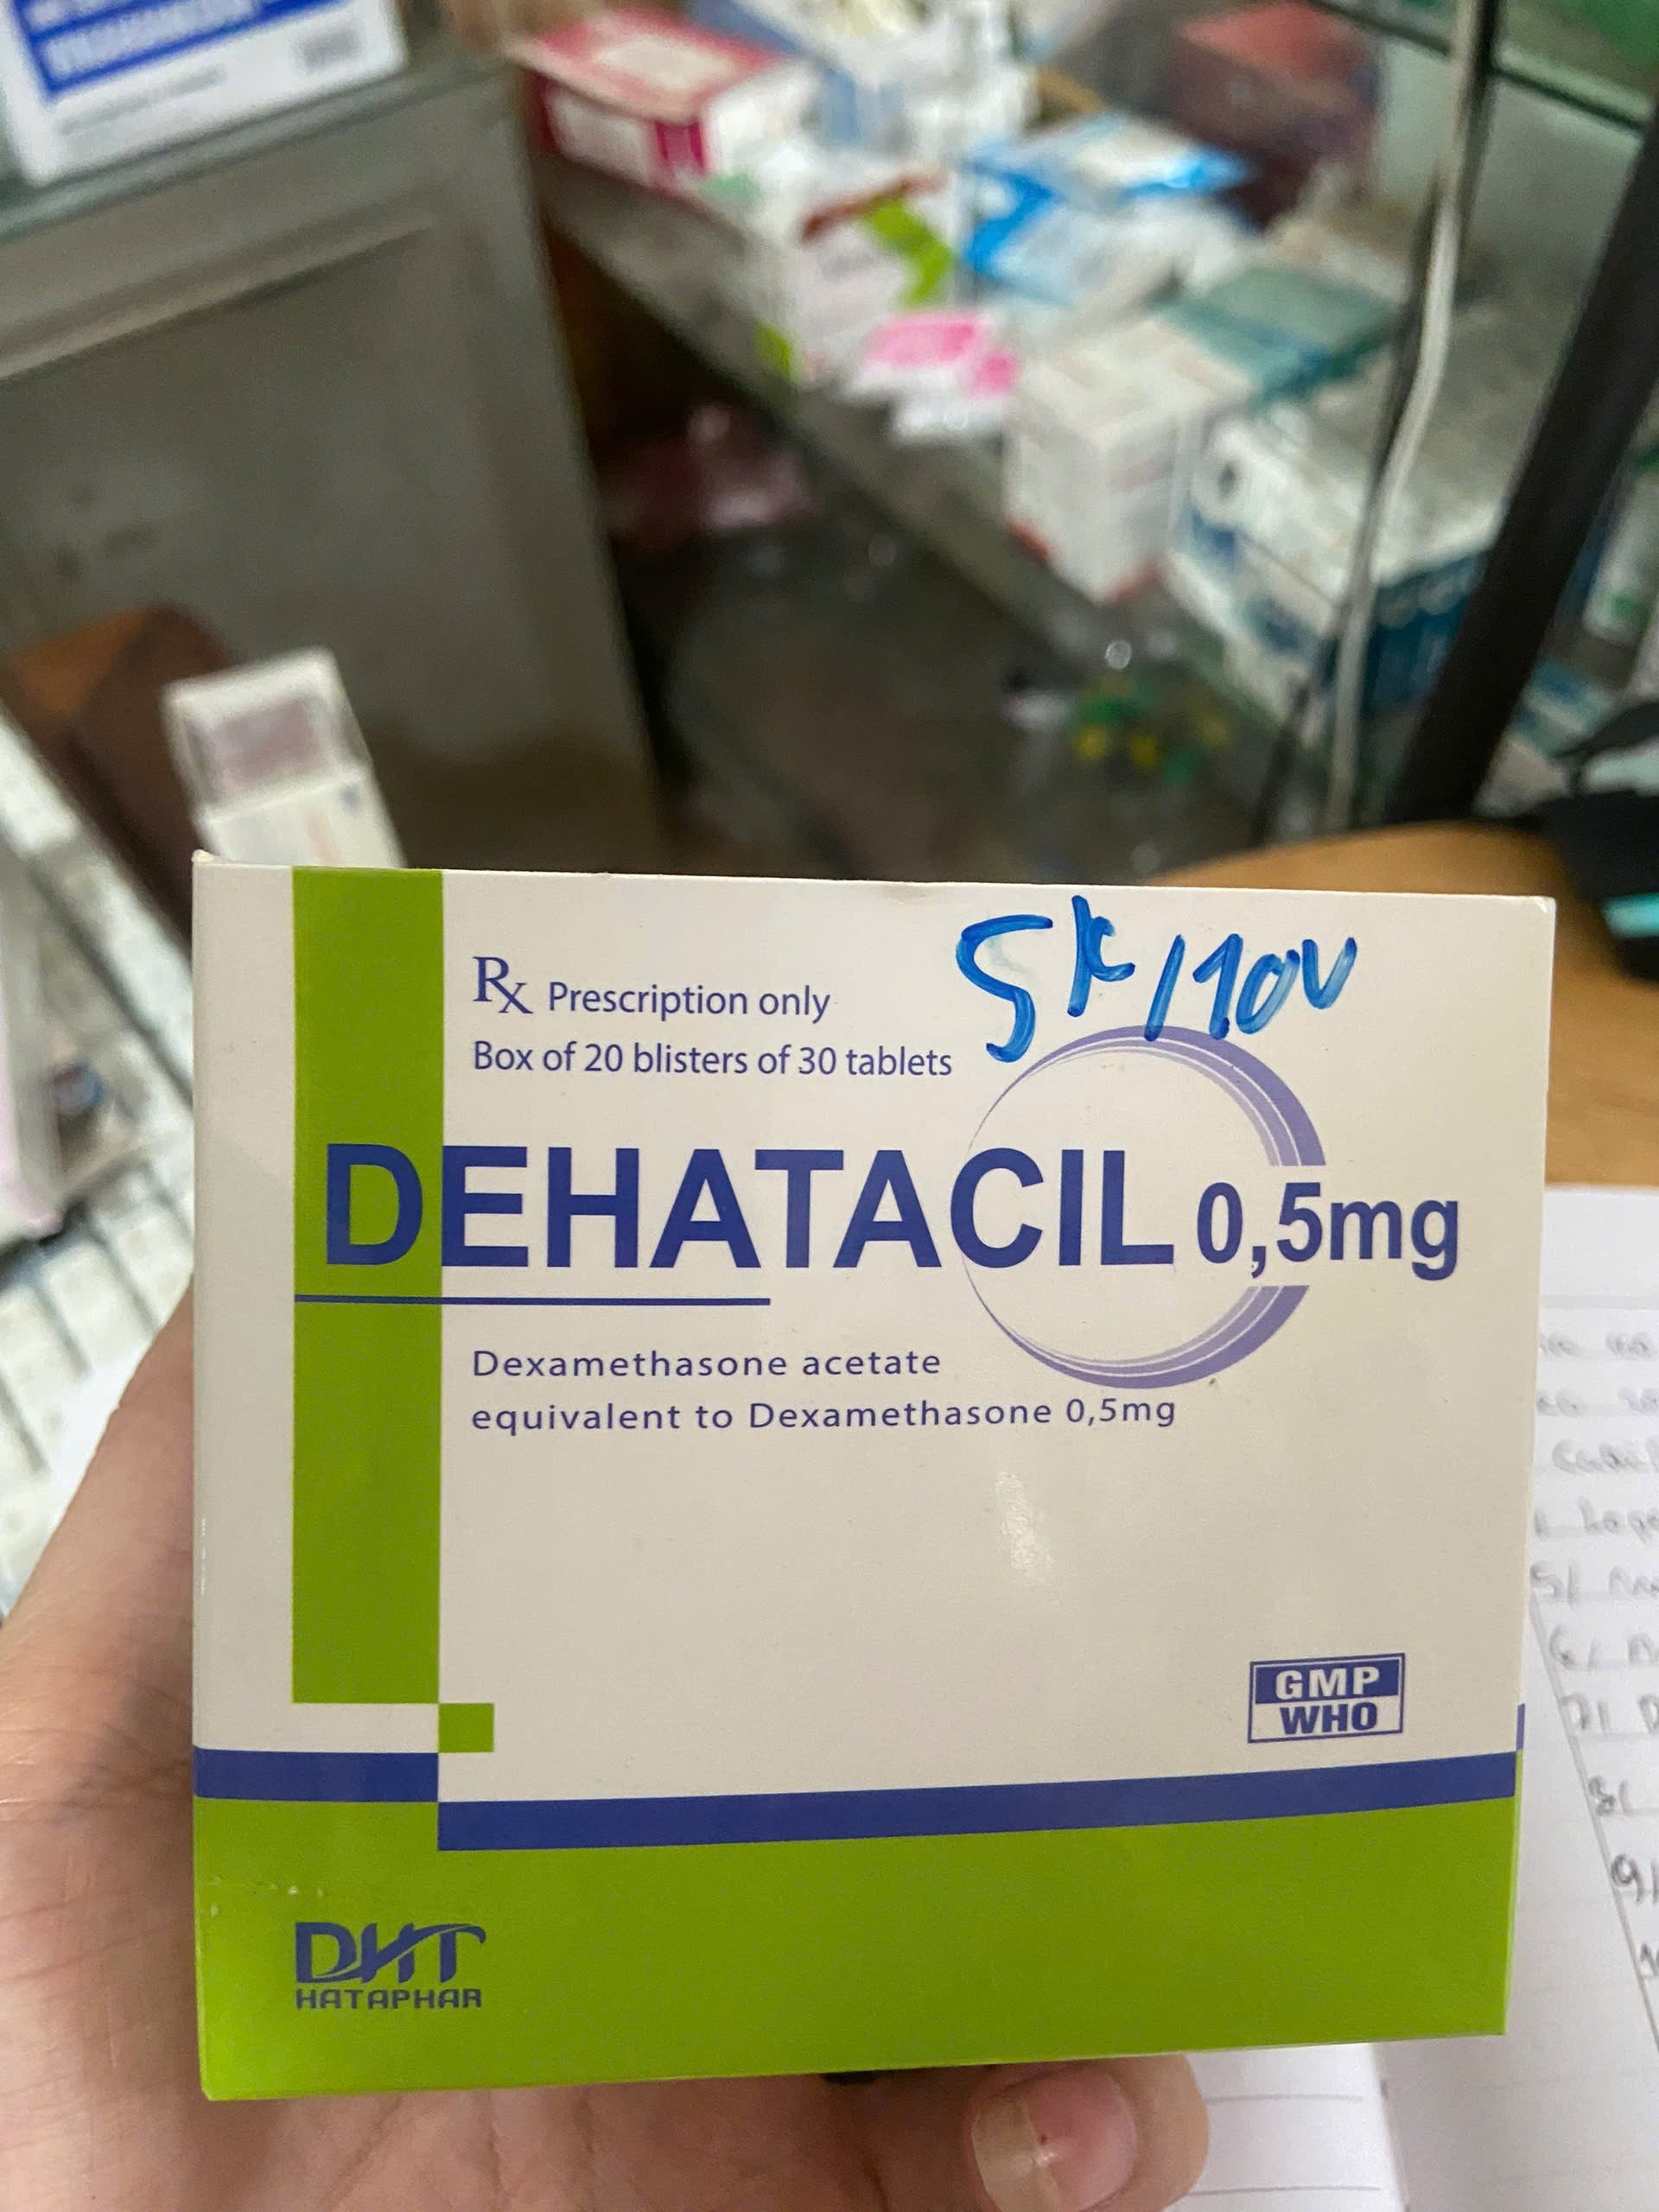 5k/10v
Rx Prescription only
Box of 20 blisters of 30 tablets
DEHATACIL 0,5mg
Dexamethasone acetate
equivalent to Dexamethasone 0,5mg
GMP
WHO
DHT
HATAPHAR